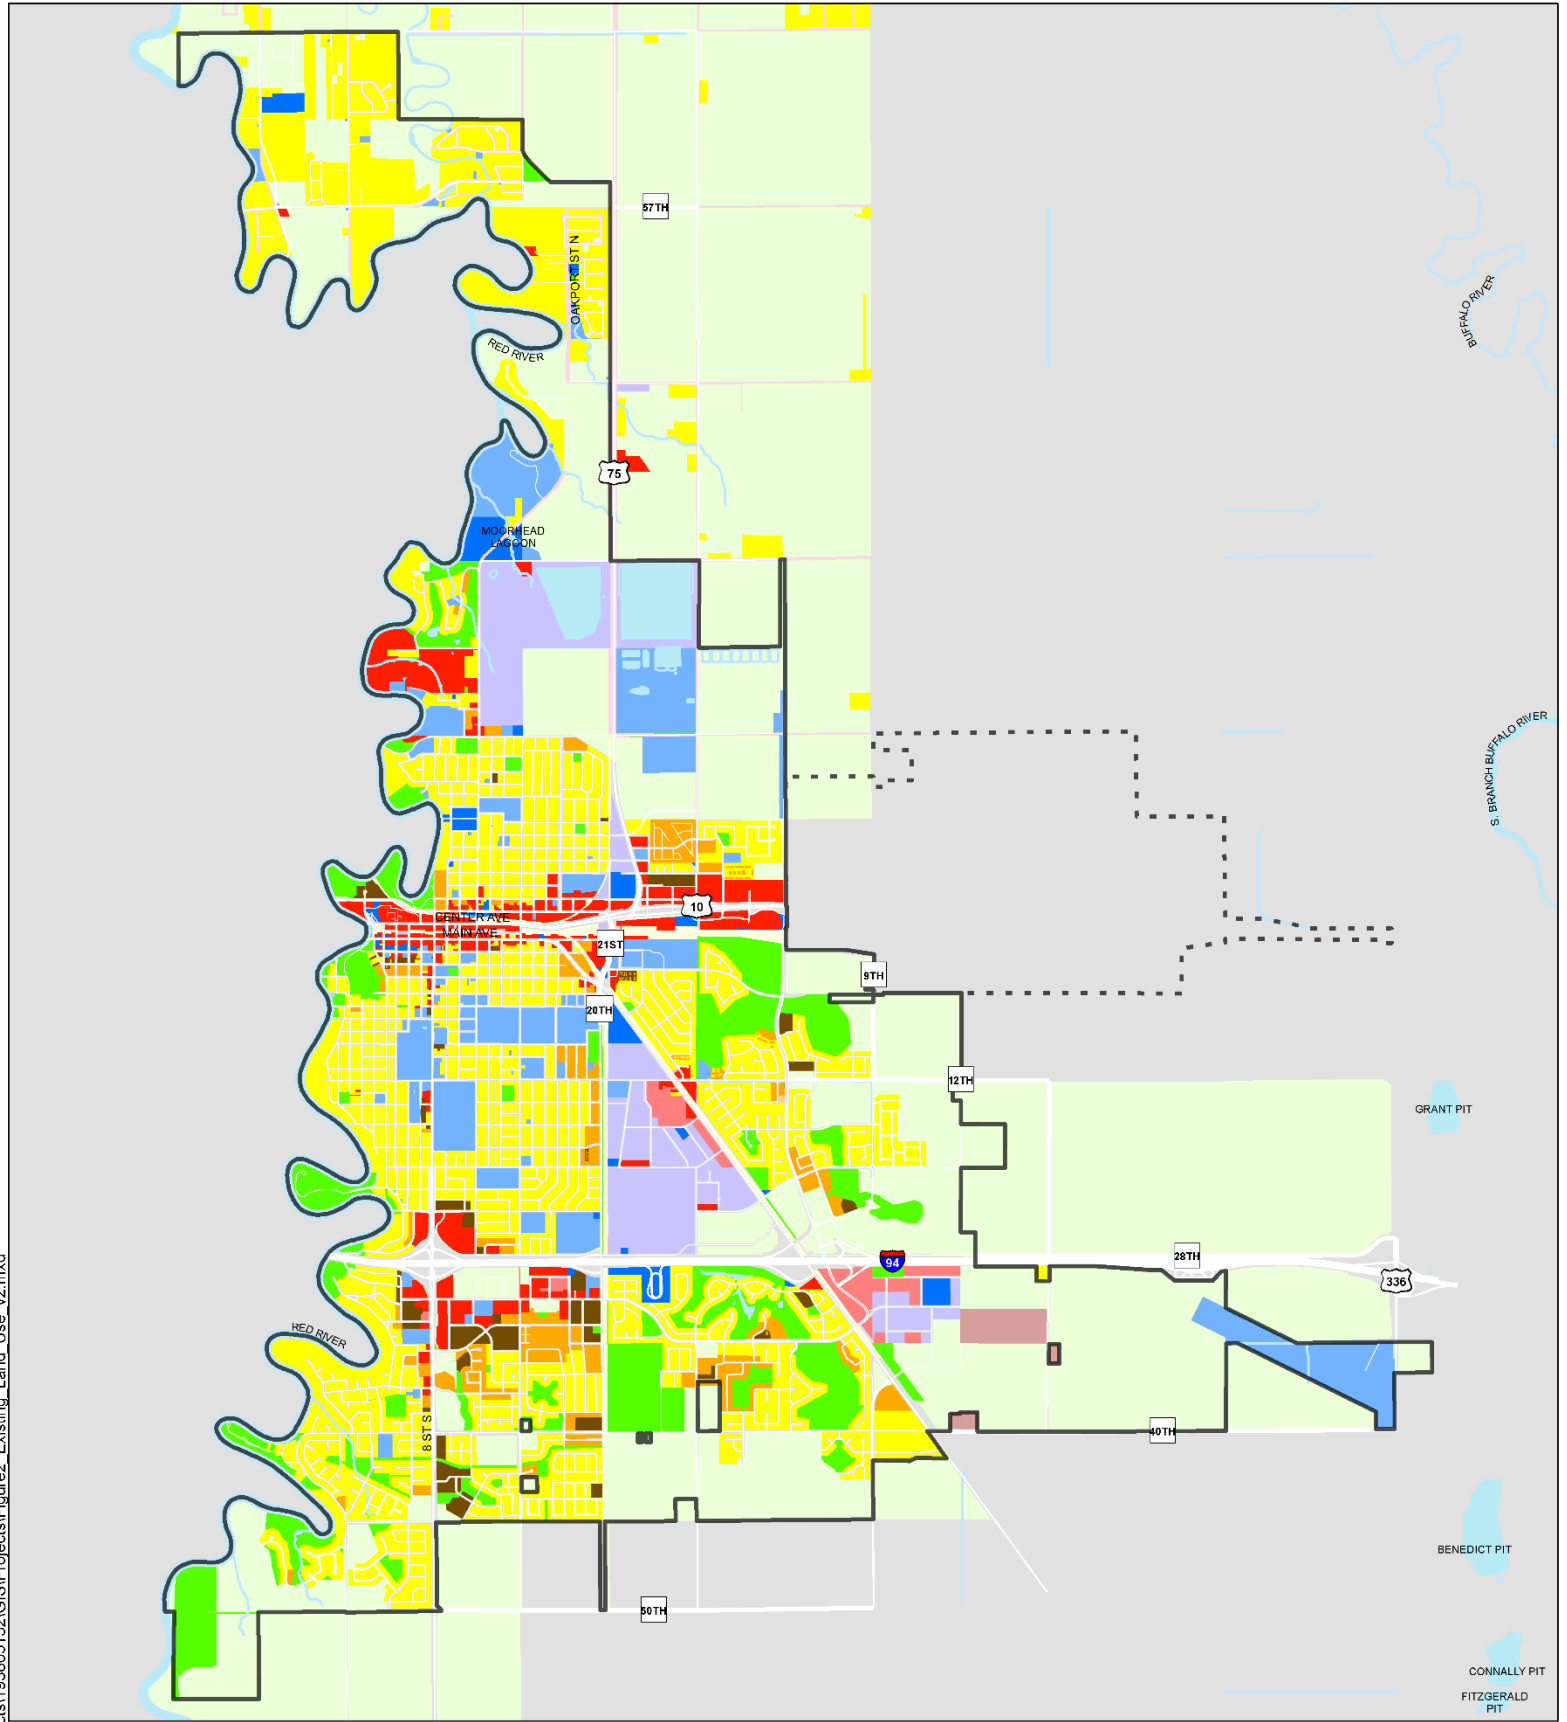 57TH
OAKPORT ST N
BUFFALO RIVER
RED RIVER
75
MOORHEAD
LAGOON
S. BRANCH BUFFALO RIVER
10
CENTER AVE
MAIN AVE
21ST
9TH
20TH
12TH
GRANT PIT
28TH
94
336
RED RIVER
8 ST S
40TH
BENEDICT PIT
50TH
CONNALLY PIT
FITZGERALD
PIT